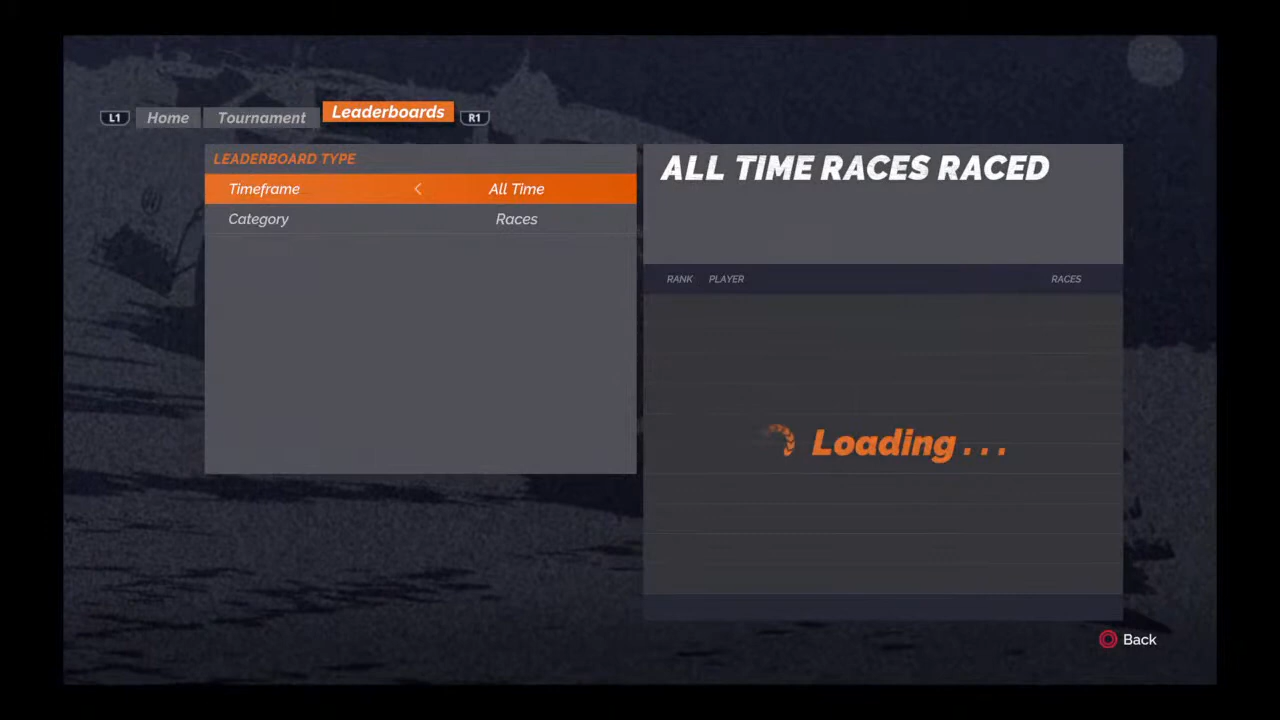 L1 Home Tournament Leaderboards R1
LEADERBOARD TYPE
Timeframe < All Time
Category Races
ALL TIME RACES RACED
RANK PLAYER RACES
Loading...
Back